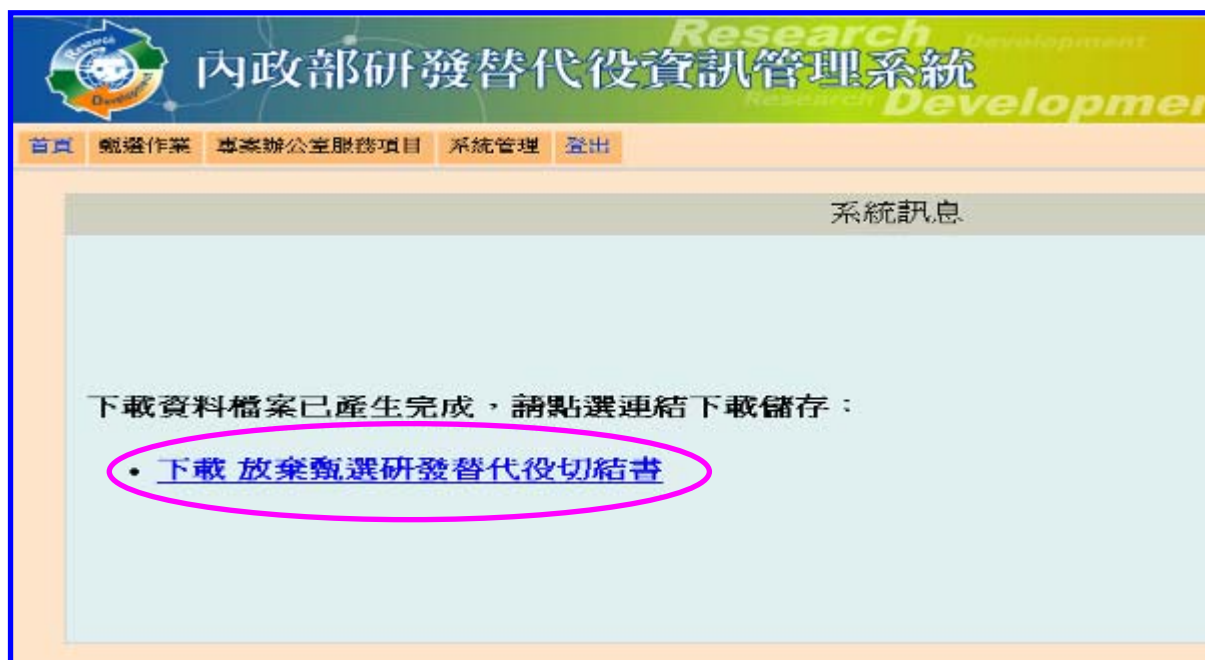 Research Development
內政部研發替代役資訊管理系統
Research Developmen
Research
Development
首頁 甄選作業 專案辦公室服務項目 系統管理 登出
系統訊息
下載資料檔案已產生完成，請點選連結下載儲存：
• 下載 放棄甄選研發替代役切結書